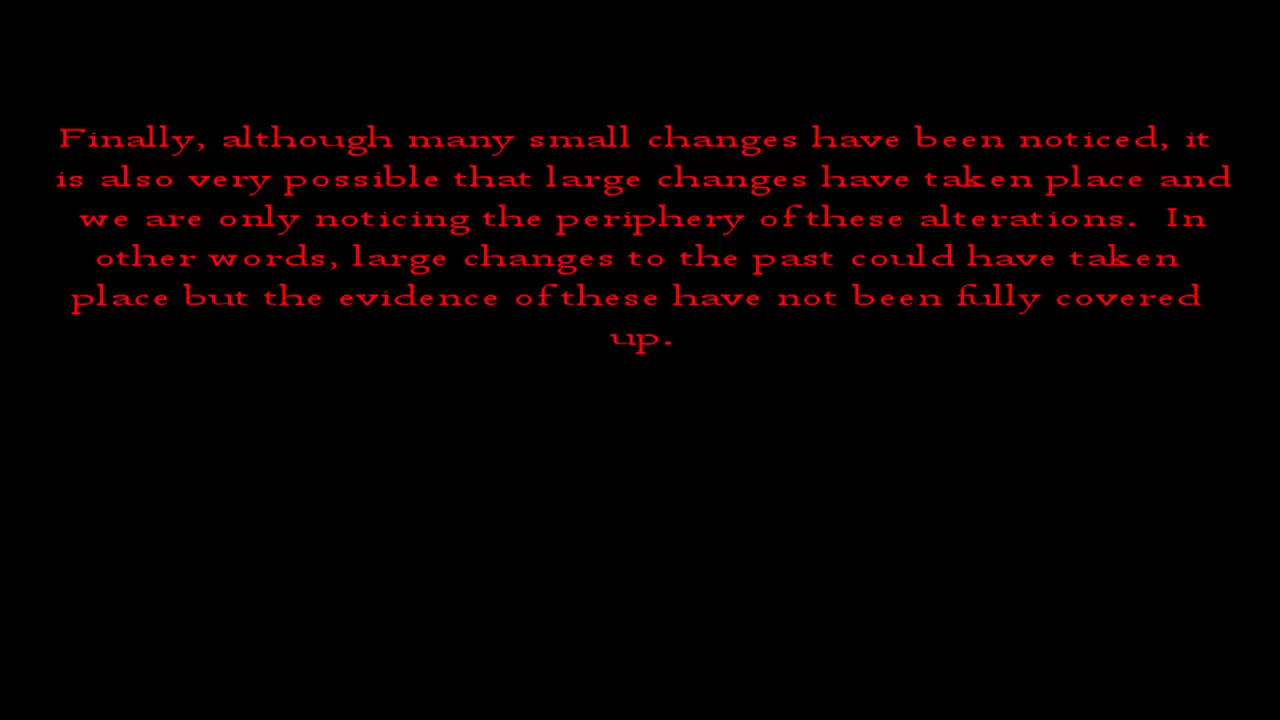 Finally, although many small changes have been noticed, it
is also very possible that large changes have taken place and
we are only noticing the periphery of these alterations.  In
other words, large changes to the past could have taken
place but the evidence of these have not been fully covered
up.